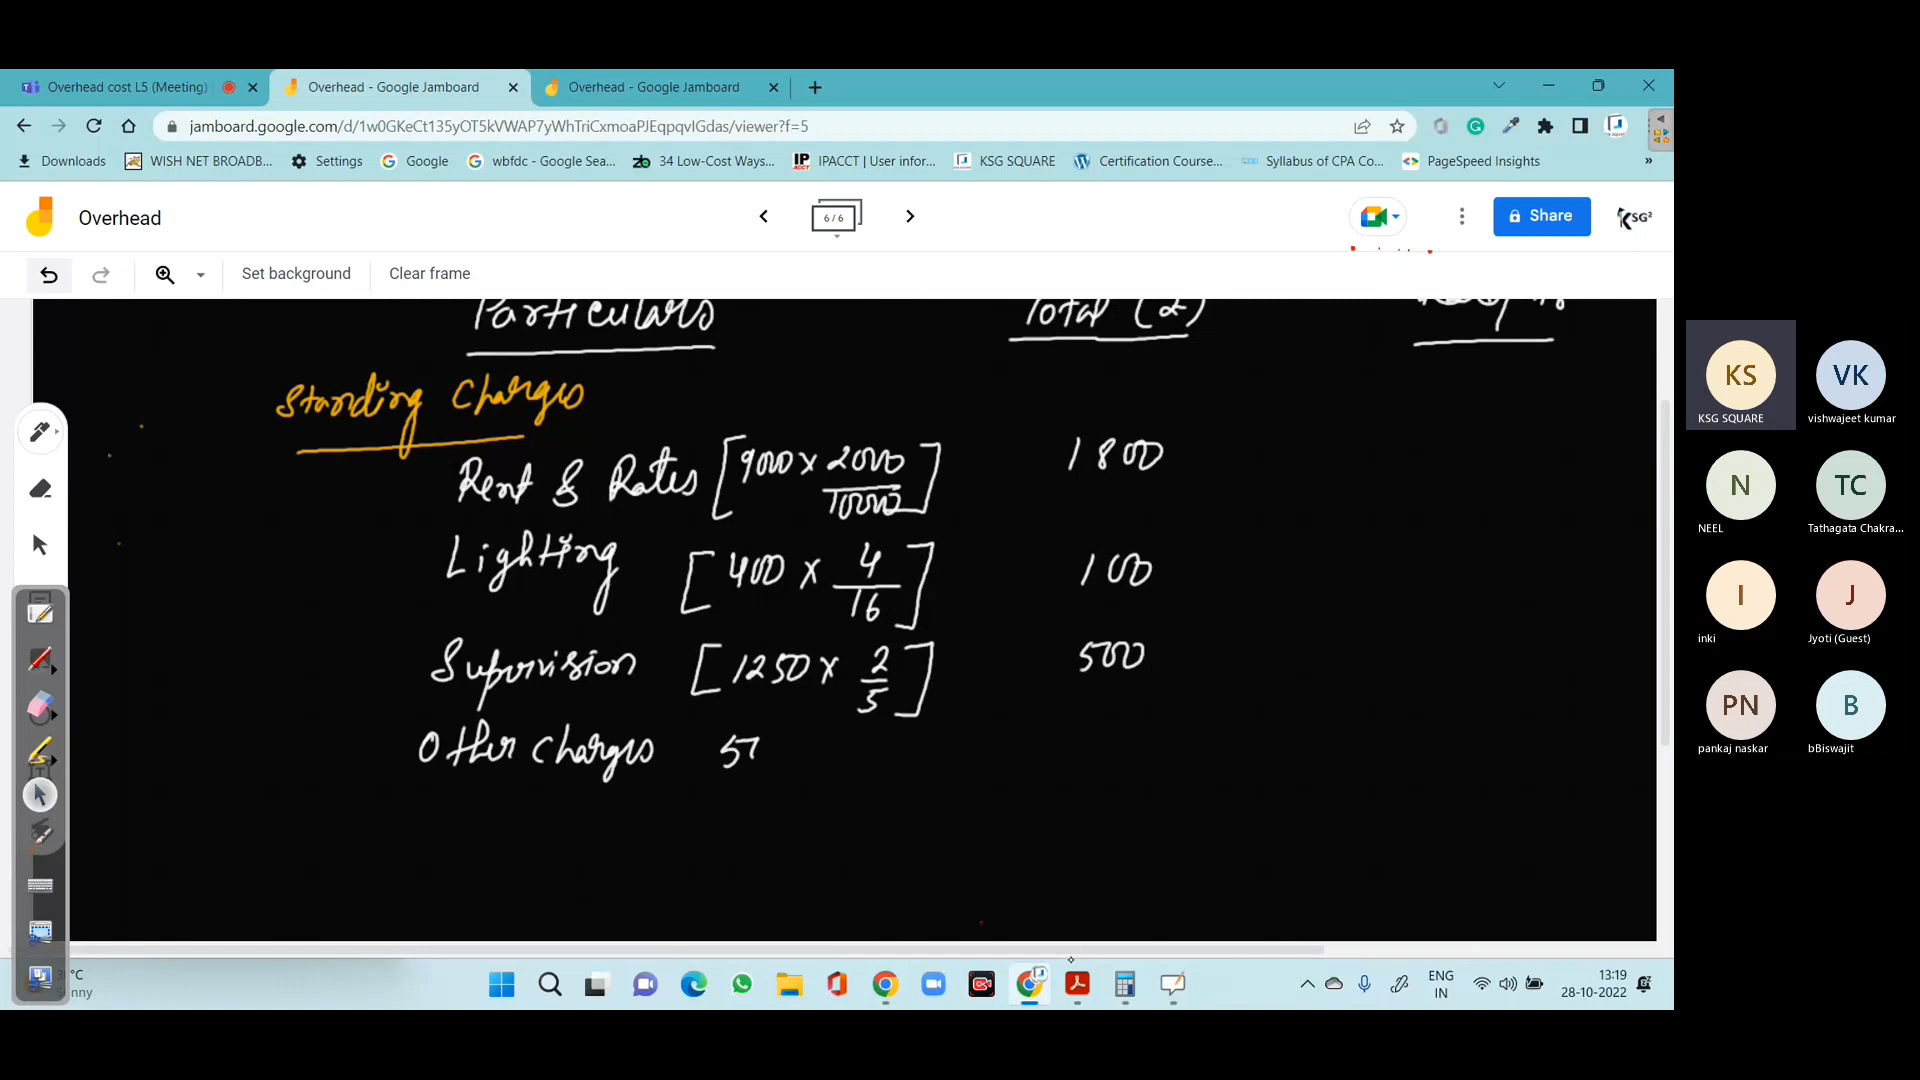 Overhead cost L5 (Meeting) Overhead - Google Jamboard Overhead - Google Jamboard
jamboard.google.com/d/1w0GKeCt135yOT5kVWAP7yWhTriCxmoaPJEqpqvIGdas/viewer?f=5
Downloads WISH NET BROADB... Settings Google wbfdc - Google Sea... 34 Low-Cost Ways... IPACCT | User infor... KSG SQUARE Certification Course... Syllabus of CPA Co... PageSpeed Insights »
Overhead 6 / 6 Share KSG²
Set background Clear frame
Particulars Total
Standing Charges
Rent & Rates [9000 x 2000/10000] 1800
Lighting [400 x 4/16] 100
Supervision [1250 x 2/5] 500
Other Charges
KS VK
KSG SQUARE vishwajeet kumar
N TC
NEEL Tathagata Chakra...
I J
inki Jyoti (Guest)
PN B
pankaj naskar bBiswajit
ENG
IN
13:19
28-10-2022